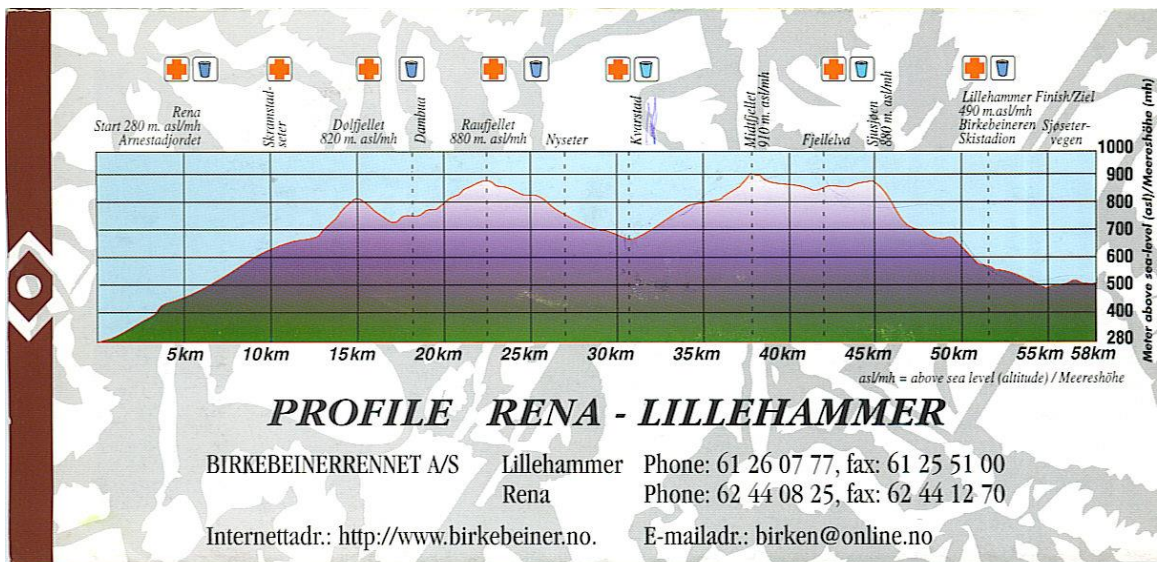 Rena
Start 280 m. asl/mh
Arnestadjordet
Skramstad-
seter
Dølfjellet
820 m. asl/mh
Dambua
Raufjellet
880 m. asl/mh
Nyseter
Kvarstad
Midtfjellet
910 m. asl/mh
Fjellelva
Sjusjøen
880 m. asl/mh
Lillehammer Finish/Ziel
490 m.asl/mh
Birkebeineren
Skistadion
Sjøseter-
vegen
1000
900
800
700
600
500
400
280
Meter above sea-level (asl)/Meereshöhe (mh)
5km 10km 15km 20km 25km 30km 35km 40km 45km 50km 55km 58km
asl/mh = above sea level (altitude) / Meereshöhe
PROFILE RENA - LILLEHAMMER
BIRKEBEINERRENNET A/S Lillehammer Phone: 61 26 07 77, fax: 61 25 51 00
Rena Phone: 62 44 08 25, fax: 62 44 12 70
Internettadr.: http://www.birkebeiner.no. E-mailadr.: birken@online.no